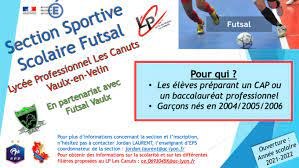 Section Sportive
Scolaire Futsal
Lycée Professionnel Les Canuts
Vaulx-en-Velin
En partenariat avec
Futsal Vaulx
Futsal
Pour qui ?
• Les élèves préparant un CAP ou
un baccalauréat professionnel
• Garçons nés en 2004/2005/2006
Pour plus d'informations concernant la section et l'inscription,
n'hésitez pas à contacter Jordan LAURENT, enseignant d'EPS
coordonnateur de la section : jordan.laurent@ac-lyon.fr
Pour obtenir des informations sur la scolarité et sur les différentes
filières proposées au LP Les Canuts :
Ouverture :
Année scolaire
2021-2022
FFF